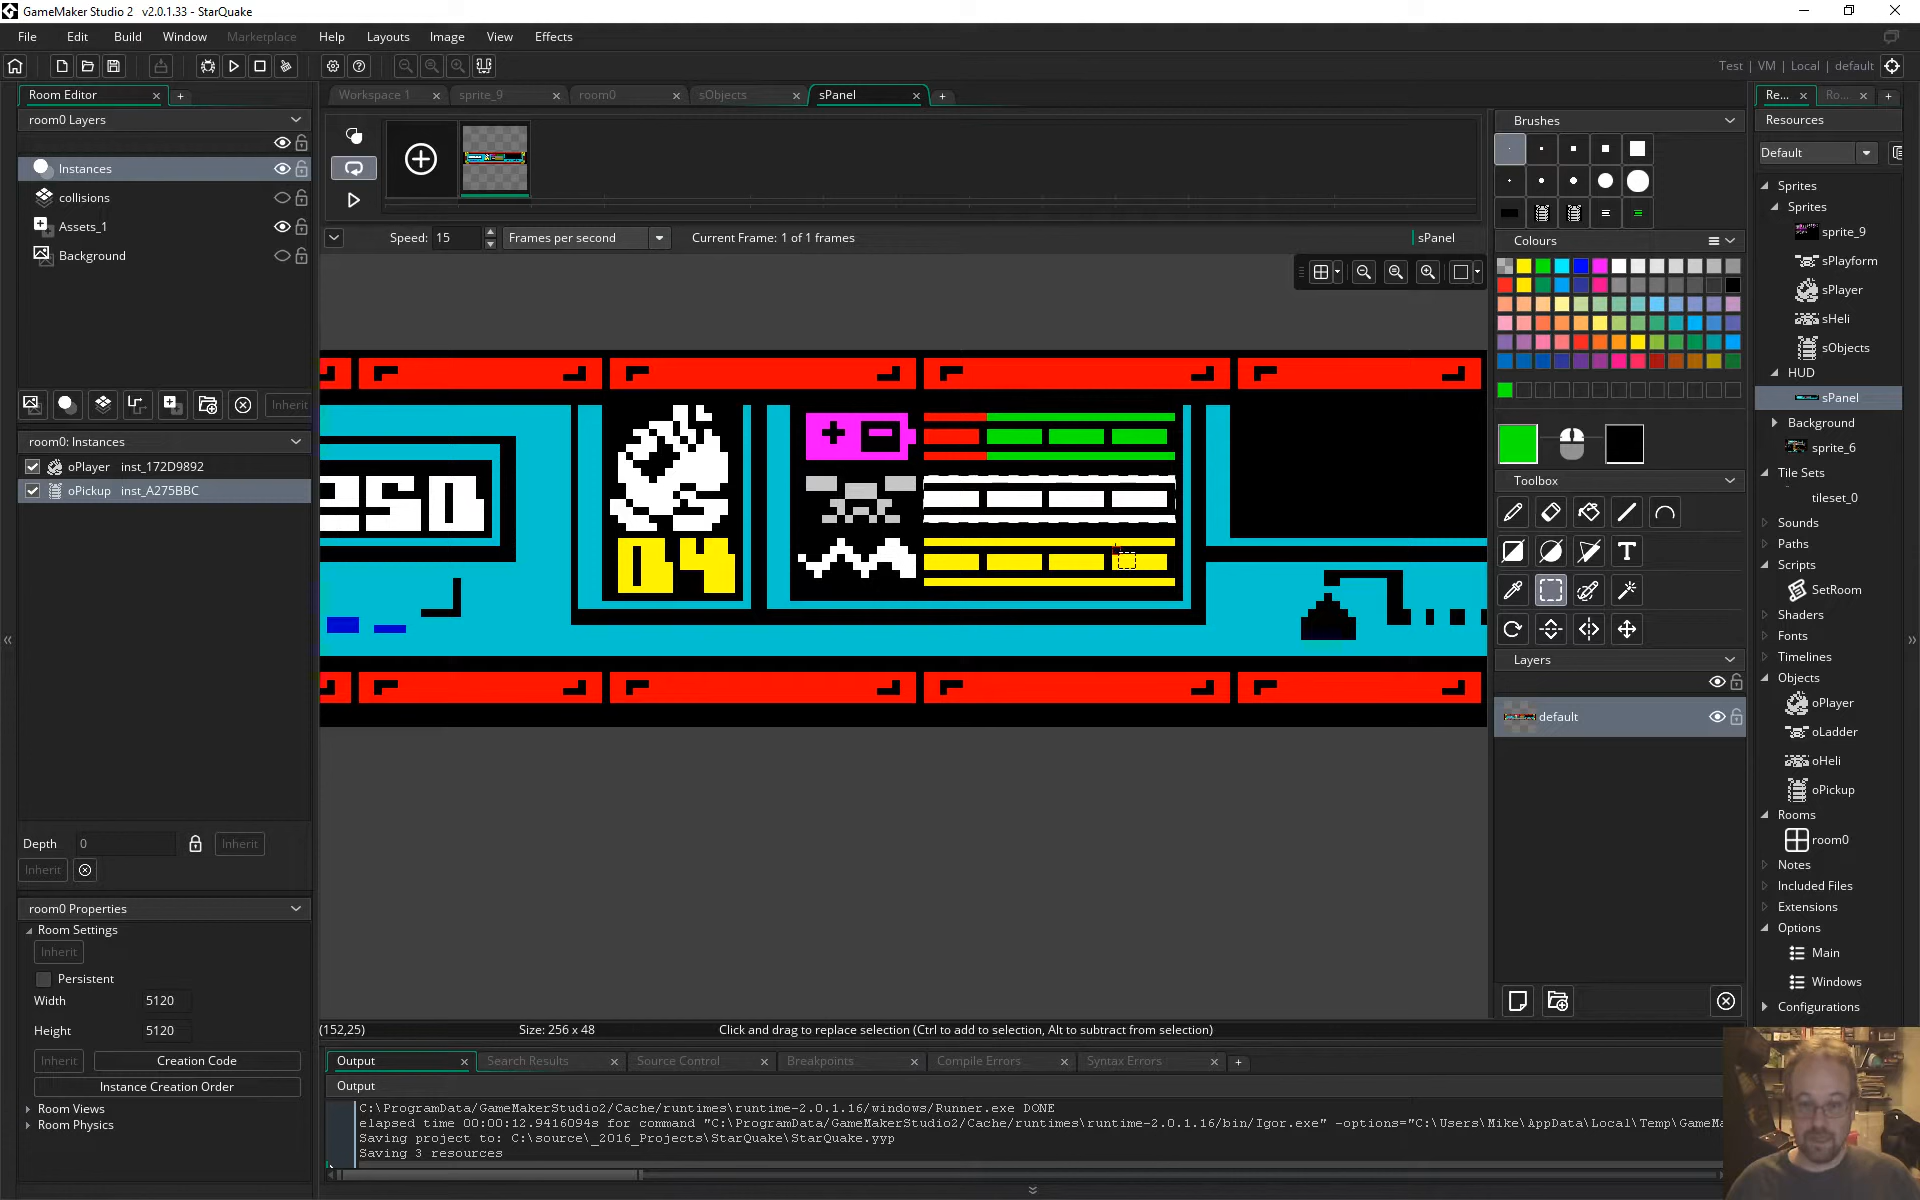 GameMaker Studio 2 v2.0.1.33 - StarQuake
File Edit Build Window Marketplace Help Layouts Image View Effects
Test | VM | Local | default
Room Editor
Workspace 1
sprite_9
room0
sObjects
sPanel
Re...
Ro...
room0 Layers
Instances
collisions
Assets_1
Background
Inherit
room0: Instances
oPlayer inst_172D9892
oPickup inst_A275BBC
Depth 0
Inherit
Inherit
room0 Properties
Room Settings
Inherit
Persistent
Width 5120
Height 5120
Inherit
Creation Code
Instance Creation Order
Room Views
Room Physics
Speed: 15
Frames per second
Current Frame: 1 of 1 frames
sPanel
250
04
(152,25)
Size: 256 x 48
Click and drag to replace selection (Ctrl to add to selection, Alt to subtract from selection)
Output
Search Results
Source Control
Breakpoints
Compile Errors
Syntax Errors
Output
C:\ProgramData/GameMakerStudio2/Cache/runtimes\runtime-2.0.1.16/windows/Runner.exe DONE
elapsed time 00:00:12.9416094s for command "C:\ProgramData/GameMakerStudio2/Cache/runtimes\runtime-2.0.1.16/bin/Igor.exe" -options="C:\Users\Mike\AppData\Local\Temp\GameMa
Saving project to: C:\source\_2016_Projects\StarQuake\StarQuake.yyp
Saving 3 resources
Brushes
Colours
Toolbox
Layers
default
Resources
Default
Sprites
Sprites
sprite_9
sPlayform
sPlayer
sHeli
sObjects
HUD
sPanel
Background
sprite_6
Tile Sets
tileset_0
Sounds
Paths
Scripts
SetRoom
Shaders
Fonts
Timelines
Objects
oPlayer
oLadder
oHeli
oPickup
Rooms
room0
Notes
Included Files
Extensions
Options
Main
Windows
Configurations